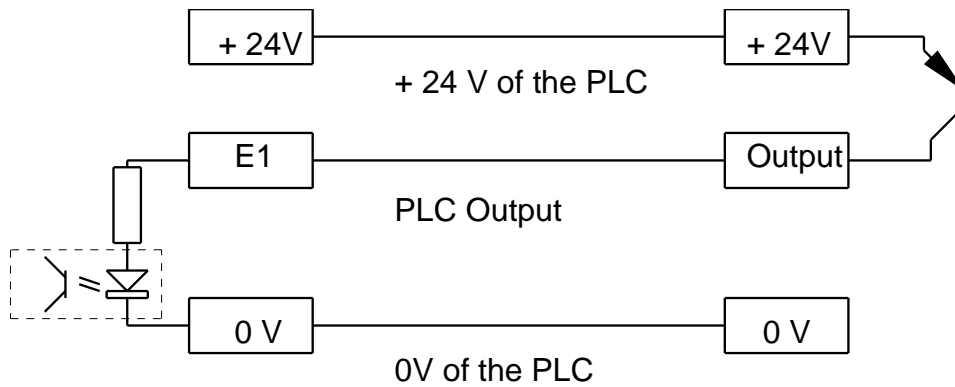 + 24V
+ 24V
+ 24 V of the PLC
E1
Output
PLC Output
0 V
0 V
0V of the PLC